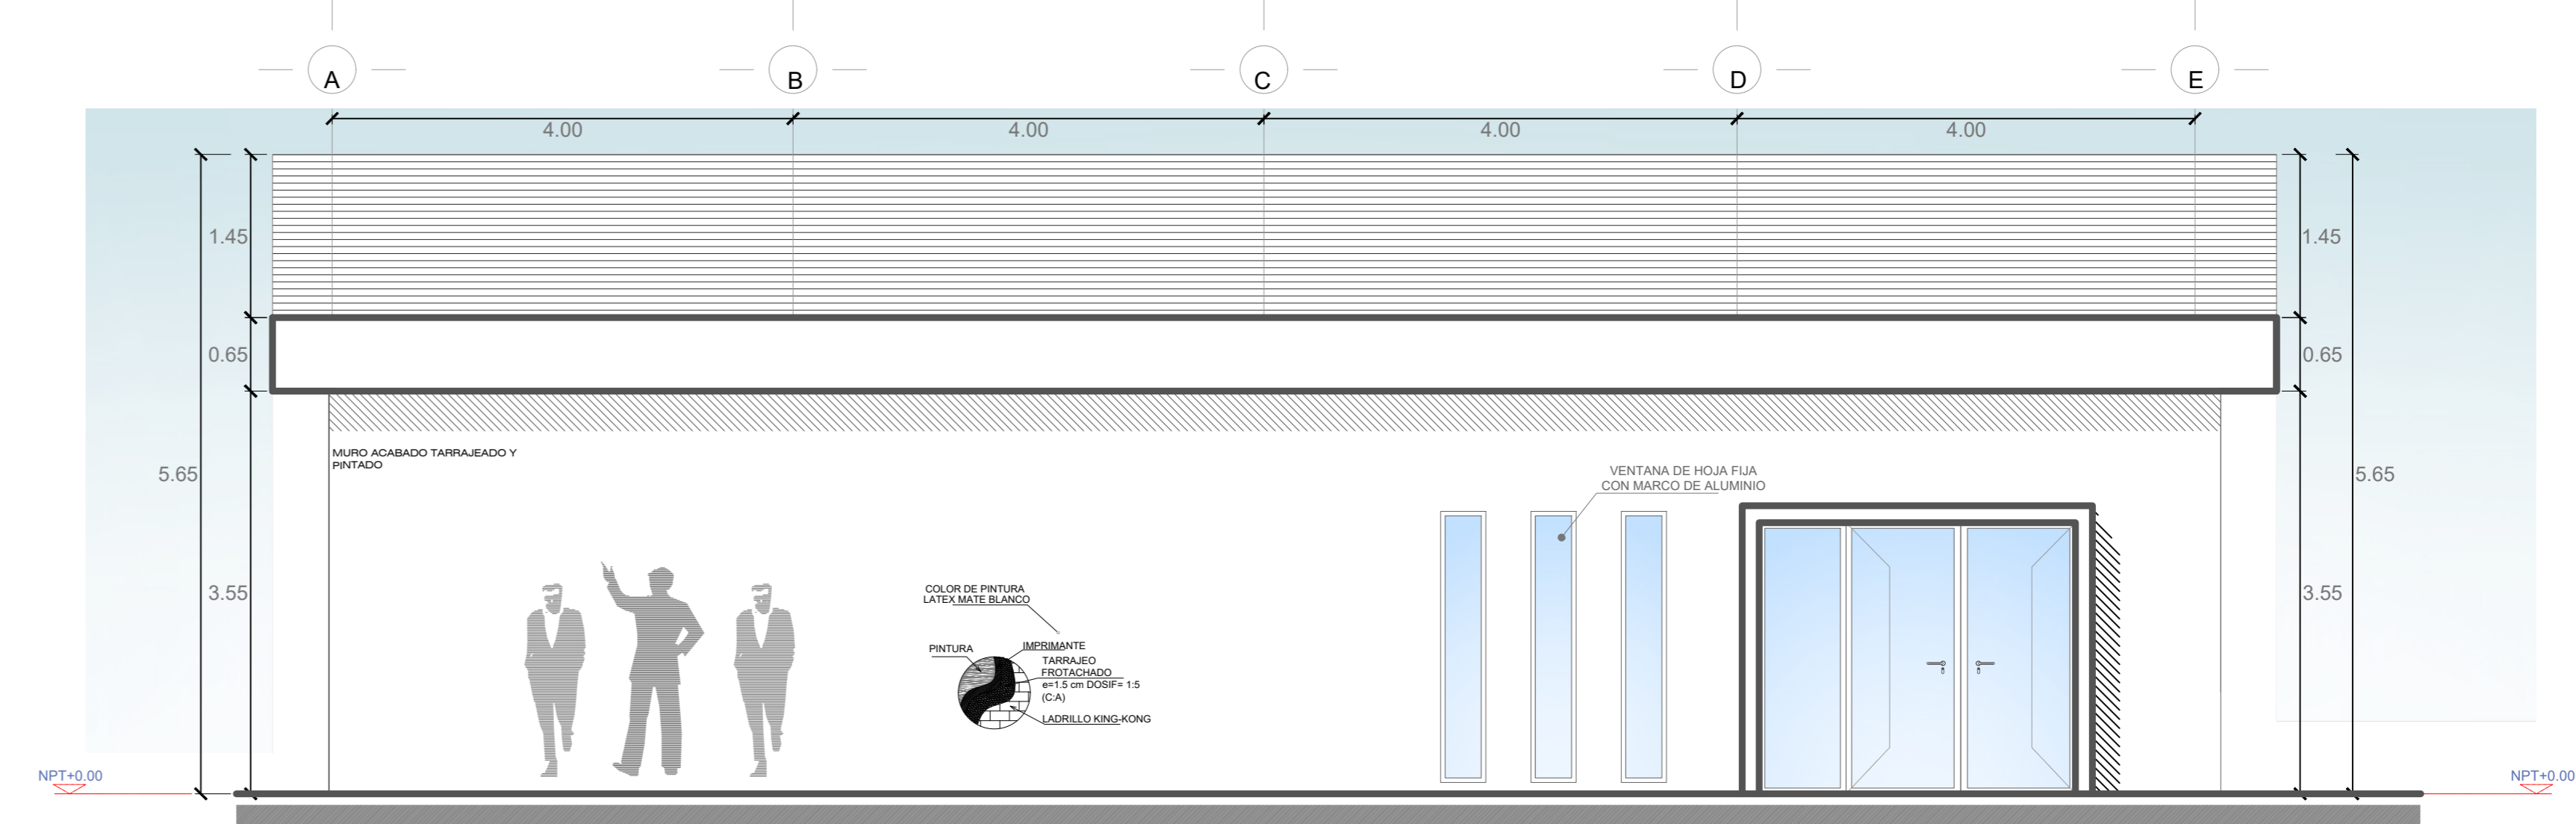 A B C D E
4.00 4.00 4.00 4.00
1.45 1.45
0.65 0.65
MURO ACABADO TARRAJEADO Y
PINTADO
VENTANA DE HOJA FIJA
CON MARCO DE ALUMINIO
5.65 5.65
3.55 3.55
COLOR DE PINTURA
LATEX MATE BLANCO
PINTURA
IMPRIMANTE
TARRAJEO
FROTACHADO
e=1.5 cm DOSIF= 1:5
(C:A)
LADRILLO KING-KONG
NPT+0.00 NPT+0.00